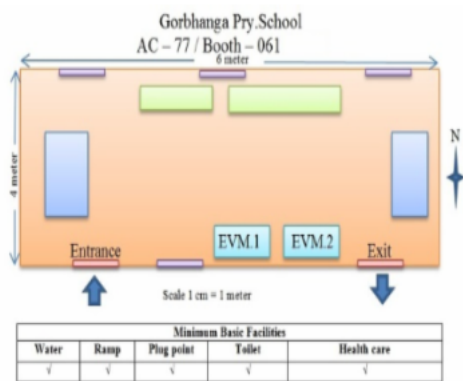 Gorbhanga Pry.School
AC – 77 / Booth – 061
6 meter
4 meter
N
EVM.1 EVM.2
Entrance Exit
Scale 1 cm = 1 meter
Minimum Basic Facilities
Water Ramp Plug point Toilet Health care
√ √ √ √ √